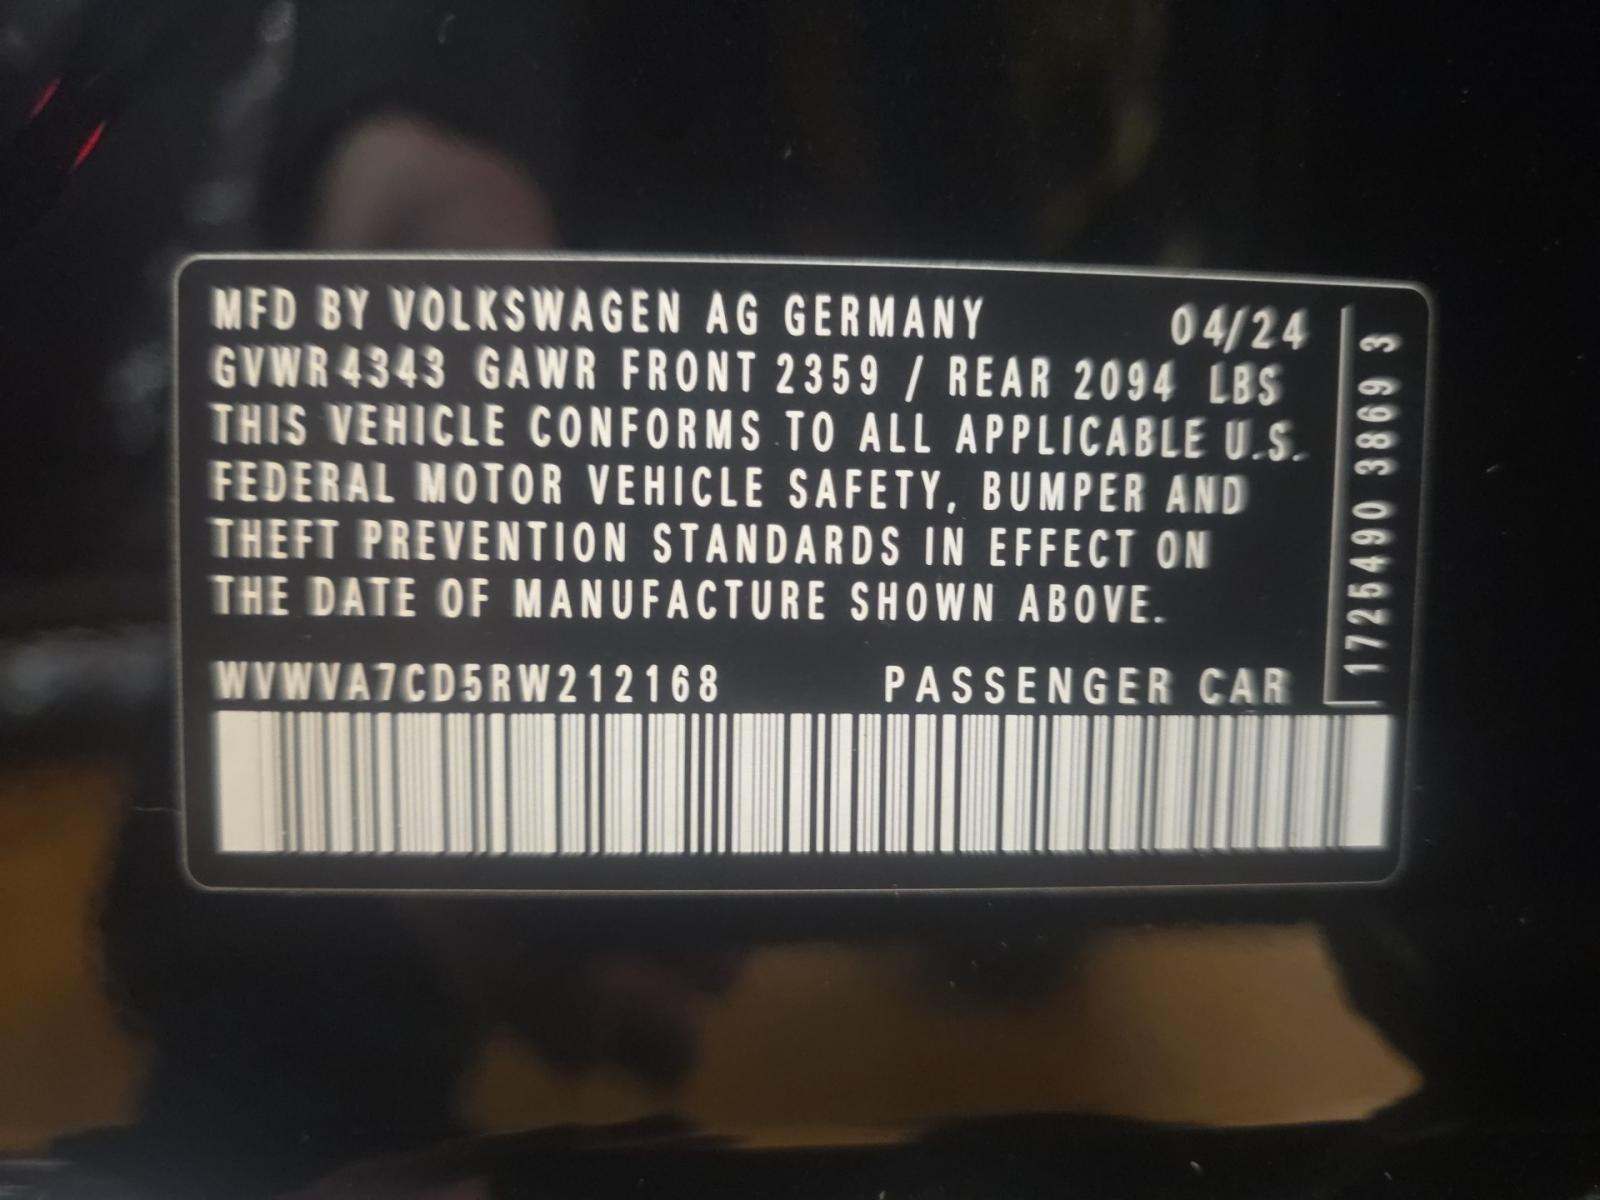 MFD BY VOLKSWAGEN AG GERMANY 04/24
GVWR 4343 GAWR FRONT 2359 / REAR 2094 LBS
THIS VEHICLE CONFORMS TO ALL APPLICABLE U.S.
FEDERAL MOTOR VEHICLE SAFETY, BUMPER AND
THEFT PREVENTION STANDARDS IN EFFECT ON
THE DATE OF MANUFACTURE SHOWN ABOVE.
WVWVA7CD5RW212168 PASSENGER CAR
1725490 3869 3